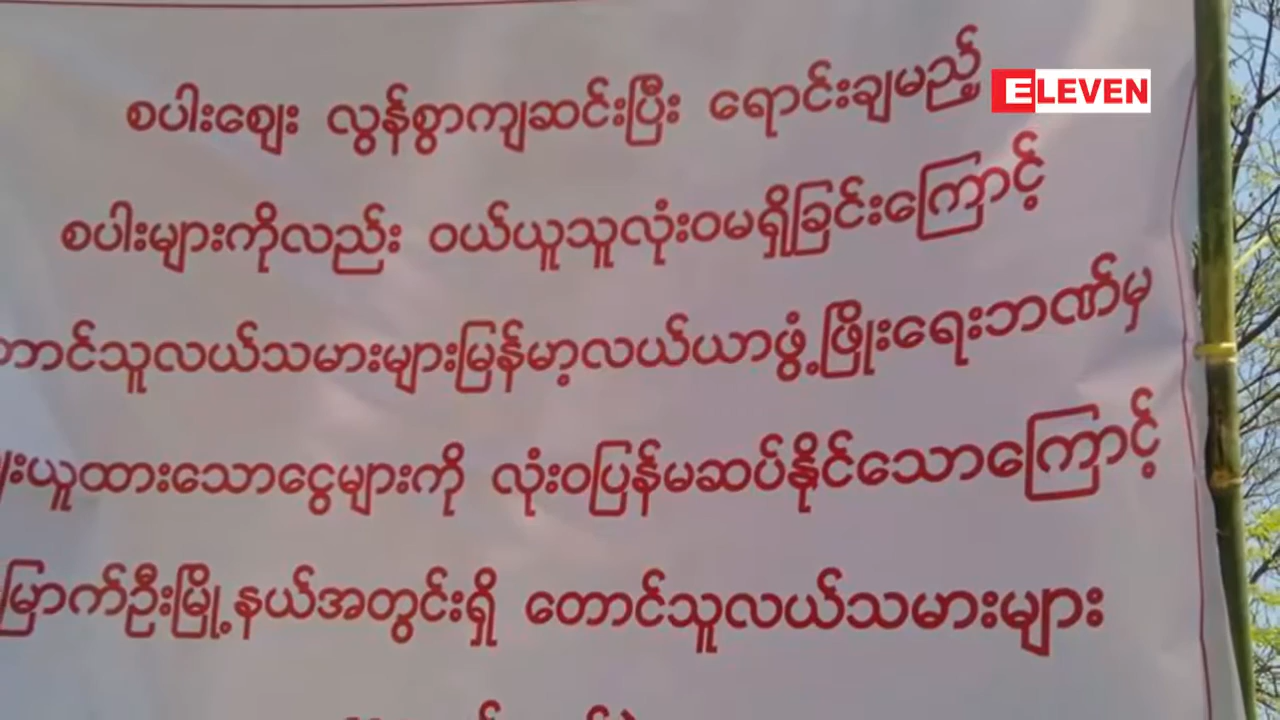 စပါးဈေး လွန်စွာကျဆင်းပြီး ရောင်းချမည့်
ELEVEN
စပါးများကိုလည်း ဝယ်ယူသူလုံးဝမရှိခြင်းကြောင့်
တောင်သူလယ်သမားများမြန်မာ့လယ်ယာဖွံ့ဖြိုးရေးဘဏ်မှ
ယူထားသောငွေများကို လုံးဝပြန်မဆပ်နိုင်သောကြောင့်
မြောက်ဦးမြို့နယ်အတွင်းရှိ တောင်သူလယ်သမားများ